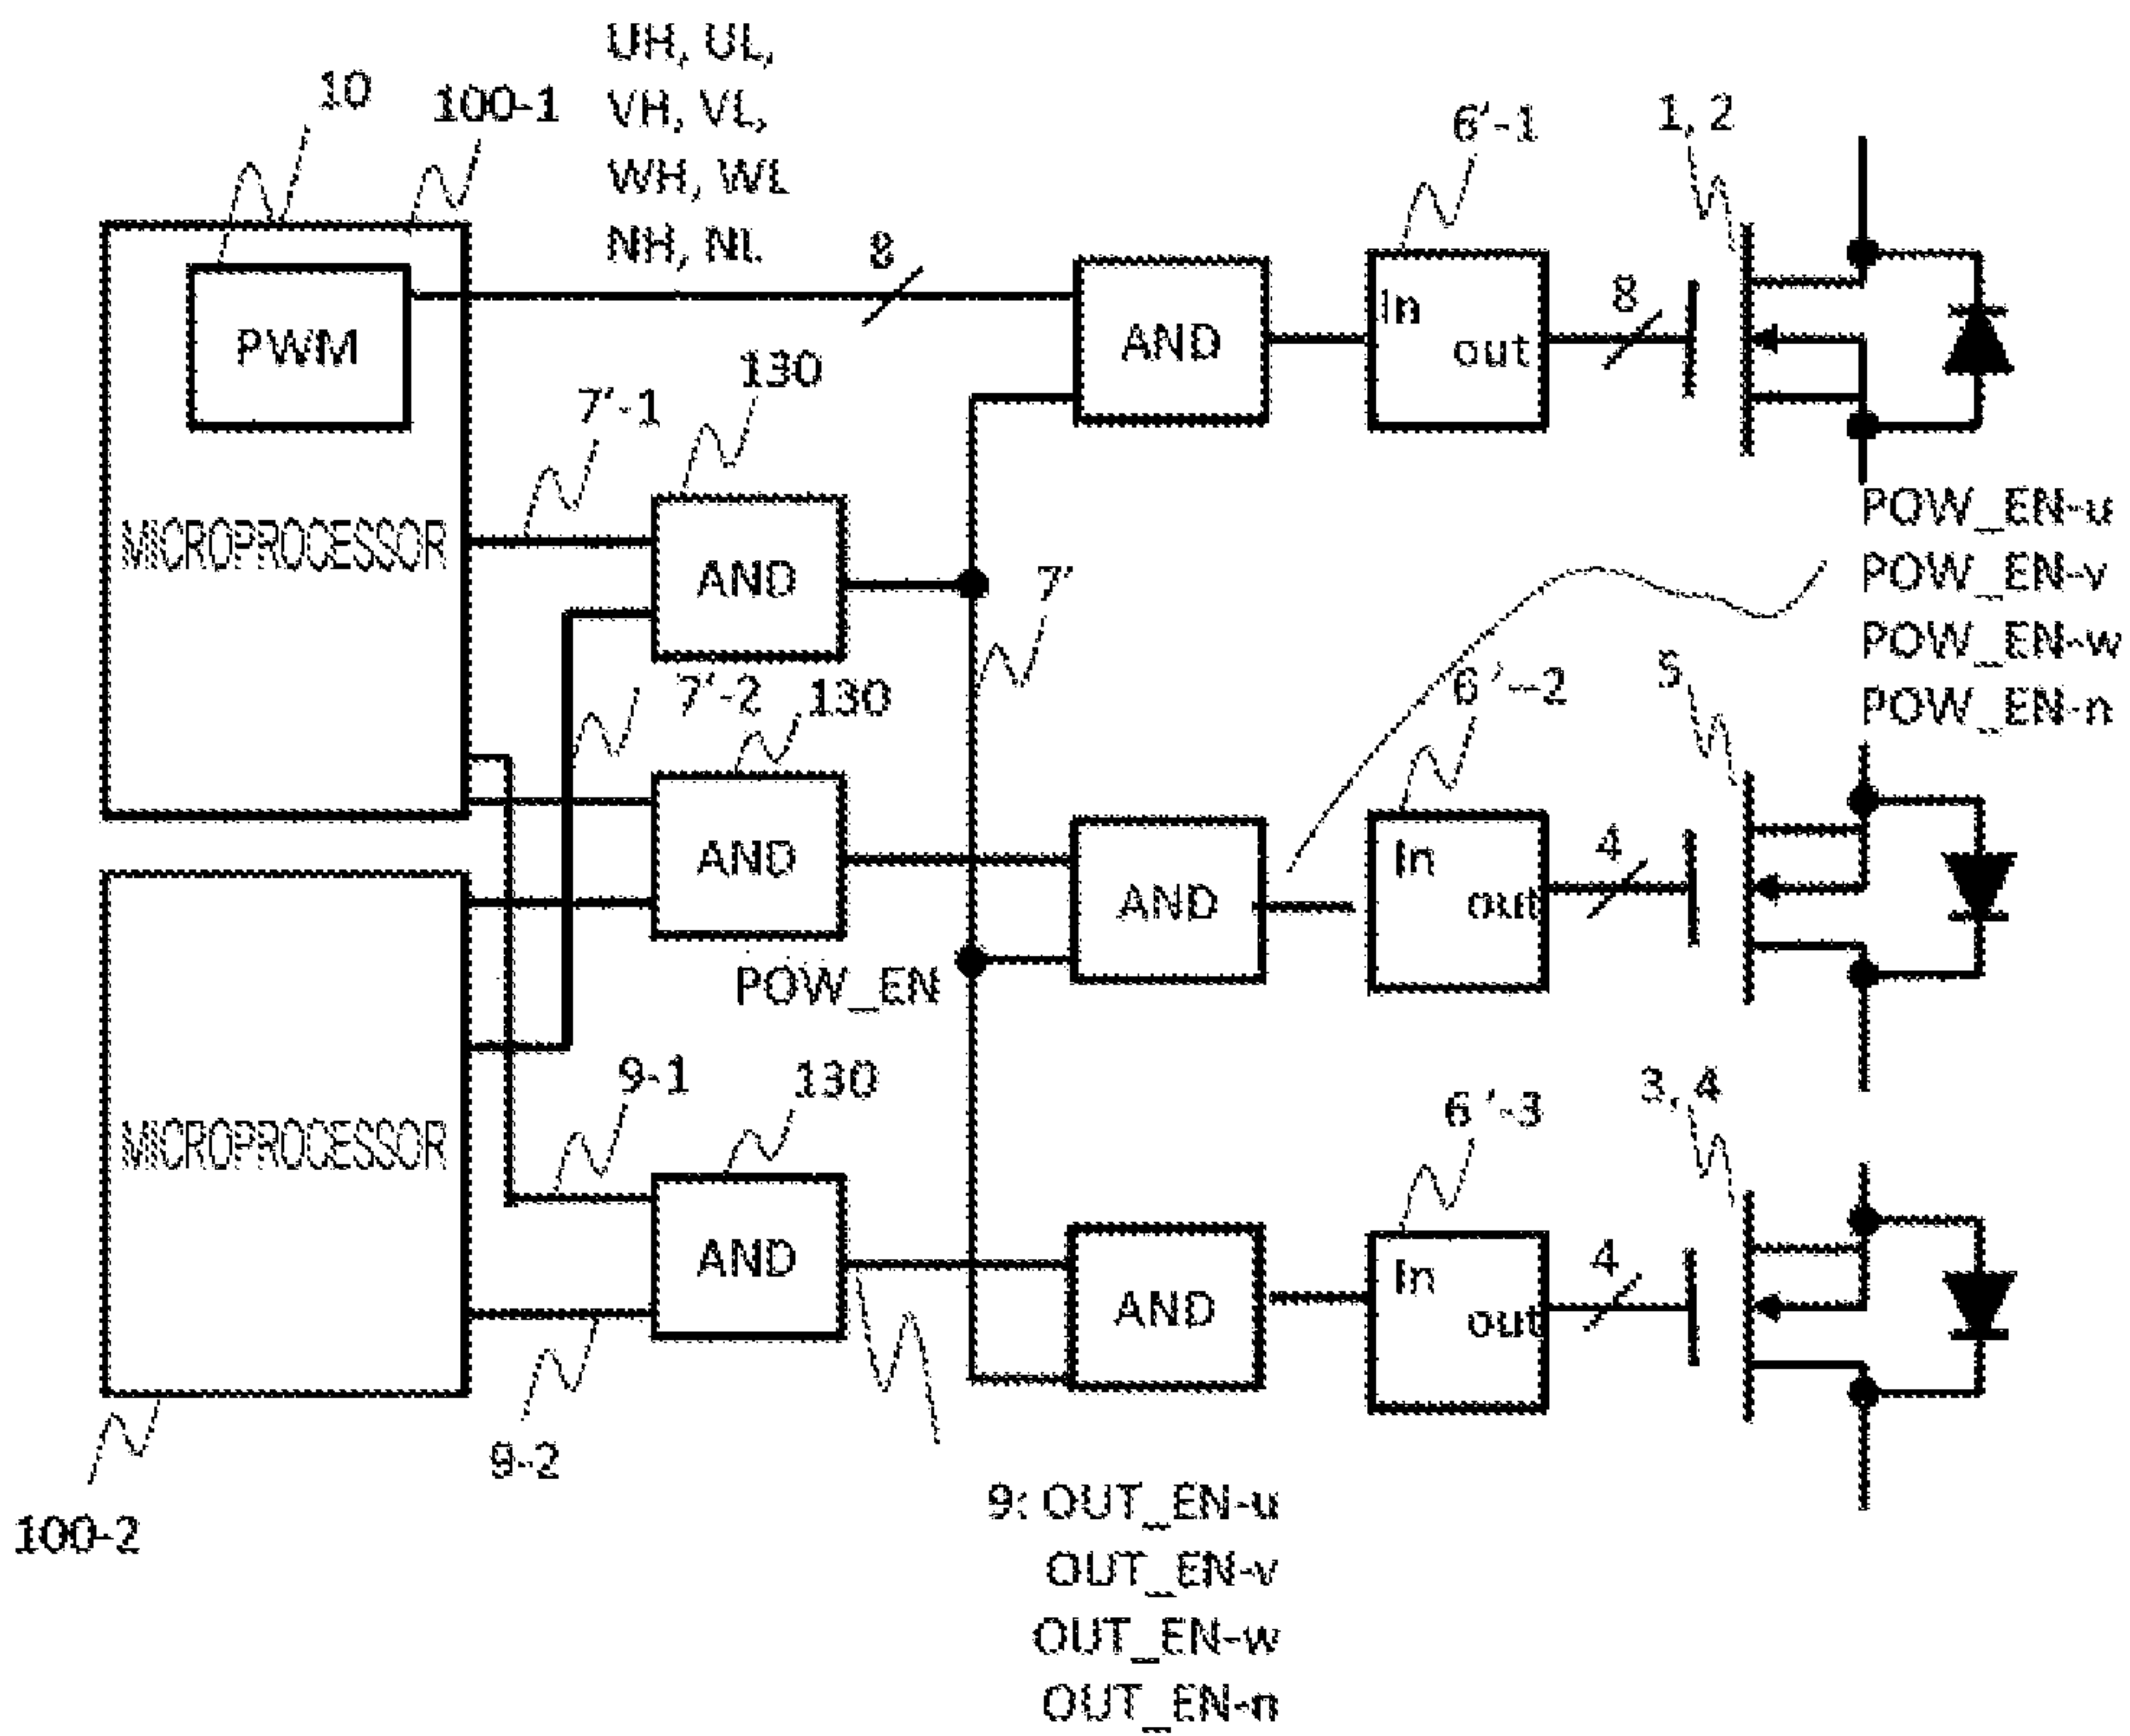 UH, UL,
VH, VL,
WH, WL
NH, NL
10
100-1
8
6'-1
1, 2
PWM
AND
In
out
8
7'-1
130
MICROPROCESSOR
AND
7'
POW_EN-u
POW_EN-v
POW_EN-w
POW_EN-n
7'-2
130
6'-2
5
AND
AND
In
out
4
POW_EN
MICROPROCESSOR
9-1
130
6'-3
3, 4
AND
AND
In
out
4
9-2
100-2
9: OUT_EN-u
OUT_EN-v
OUT_EN-w
OUT_EN-n